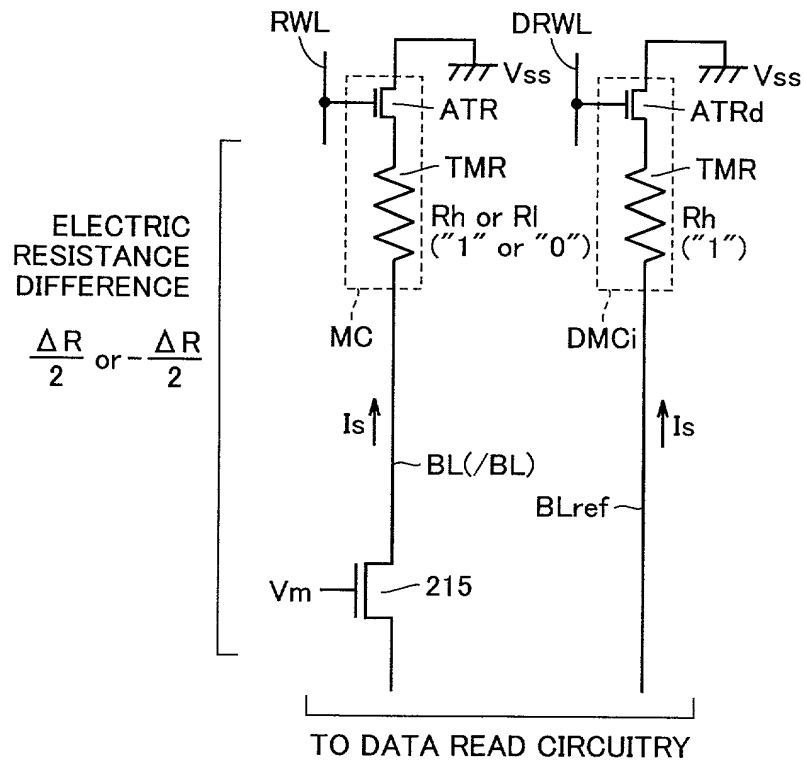 RWL
DRWL
Vss
Vss
ATR
ATRd
TMR
TMR
Rh or Rl
("1" or "0")
Rh
("1")
ELECTRIC
RESISTANCE
DIFFERENCE
ΔR/2 or -ΔR/2
MC
DMCi
Is
Is
BL(/BL)
BLref
Vm
215
TO DATA READ CIRCUITRY